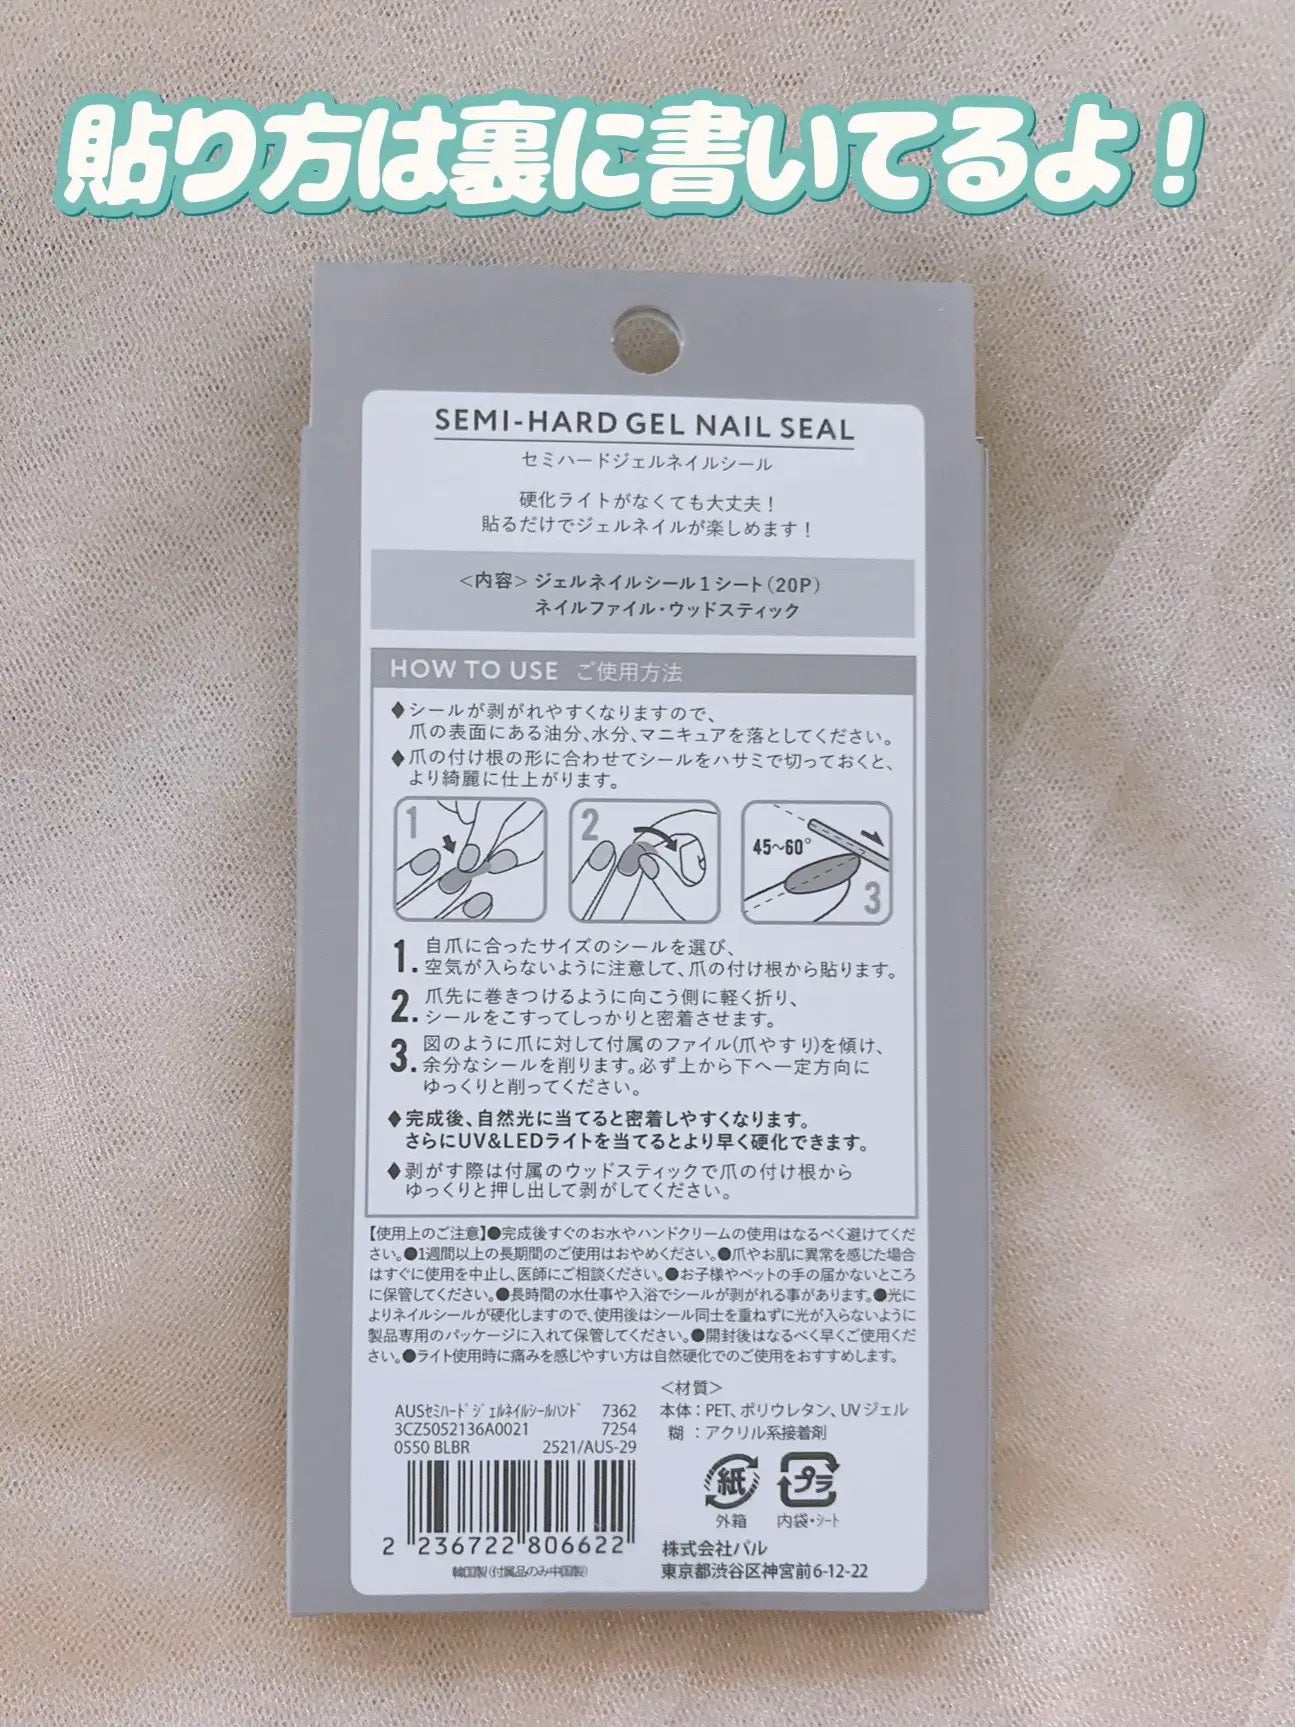 貼り方は裏に書いてるよ！
SEMI-HARD GEL NAIL SEAL
セミハードジェルネイルシール
硬化ライトがなくても大丈夫！
貼るだけでジェルネイルが楽しめます！
＜内容＞ジェルネイルシール1シート（20P）
ネイルファイル・ウッドスティック
HOW TO USE ご使用方法
♦シールが剥がれやすくなりますので、
爪の表面にある油分、水分、マニキュアを落としてください。
♦爪の付け根の形に合わせてシールをハサミで切っておくと、
より綺麗に仕上がります。
1
2
45~60°
3
1. 自爪に合ったサイズのシールを選び、
空気が入らないように注意して、爪の付け根から貼ります。
2. 爪先に巻きつけるように向こう側に軽く折り、
シールをこすってしっかりと密着させます。
3. 図のように爪に対して付属のファイル(爪やすり)を傾け、
余分なシールを削ります。必ず上から下へ一定方向に
ゆっくりと削ってください。
♦完成後、自然光に当てると密着しやすくなります。
さらにUV&LEDライトを当てるとより早く硬化できます。
♦剥がす際は付属のウッドスティックで爪の付け根から
ゆっくりと押し出して剥がしてください。
【使用上のご注意】●完成後すぐのお水やハンドクリームの使用はなるべく避けてくだ
さい。●1週間以上の長期間のご使用はおやめください。●爪やお肌に異常を感じた場合
はすぐに使用を中止し、医師にご相談ください。●お子様やペットの手の届かないところ
に保管してください。●長時間の水仕事や入浴でシールが剥がれる事があります。●光に
よりネイルシールが硬化しますので、使用後はシール同士を重ねずに光が入らないように
製品専用のパッケージに入れて保管してください。●開封後はなるべく早くご使用くだ
さい。●ライト使用時に痛みを感じやすい方は自然硬化でのご使用をおすすめします。
AUSセミハードジェルネイルシールハンド 7362
3CZ5052136A0021 7254
0550 BLBR 2521/AUS-29
2 236722 806622
韓国製（付属品のみ中国製）
＜材質＞
本体：PET、ポリウレタン、UVジェル
糊：アクリル系接着剤
紙 プラ
外箱 内袋・シート
株式会社パル
東京都渋谷区神宮前6-12-22